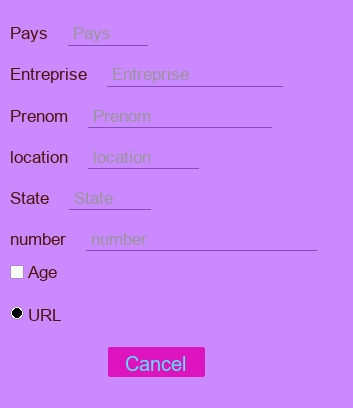 Pays Pays
Entreprise Entreprise
Prenom Prenom
location location
State State
number number
Age
URL
Cancel